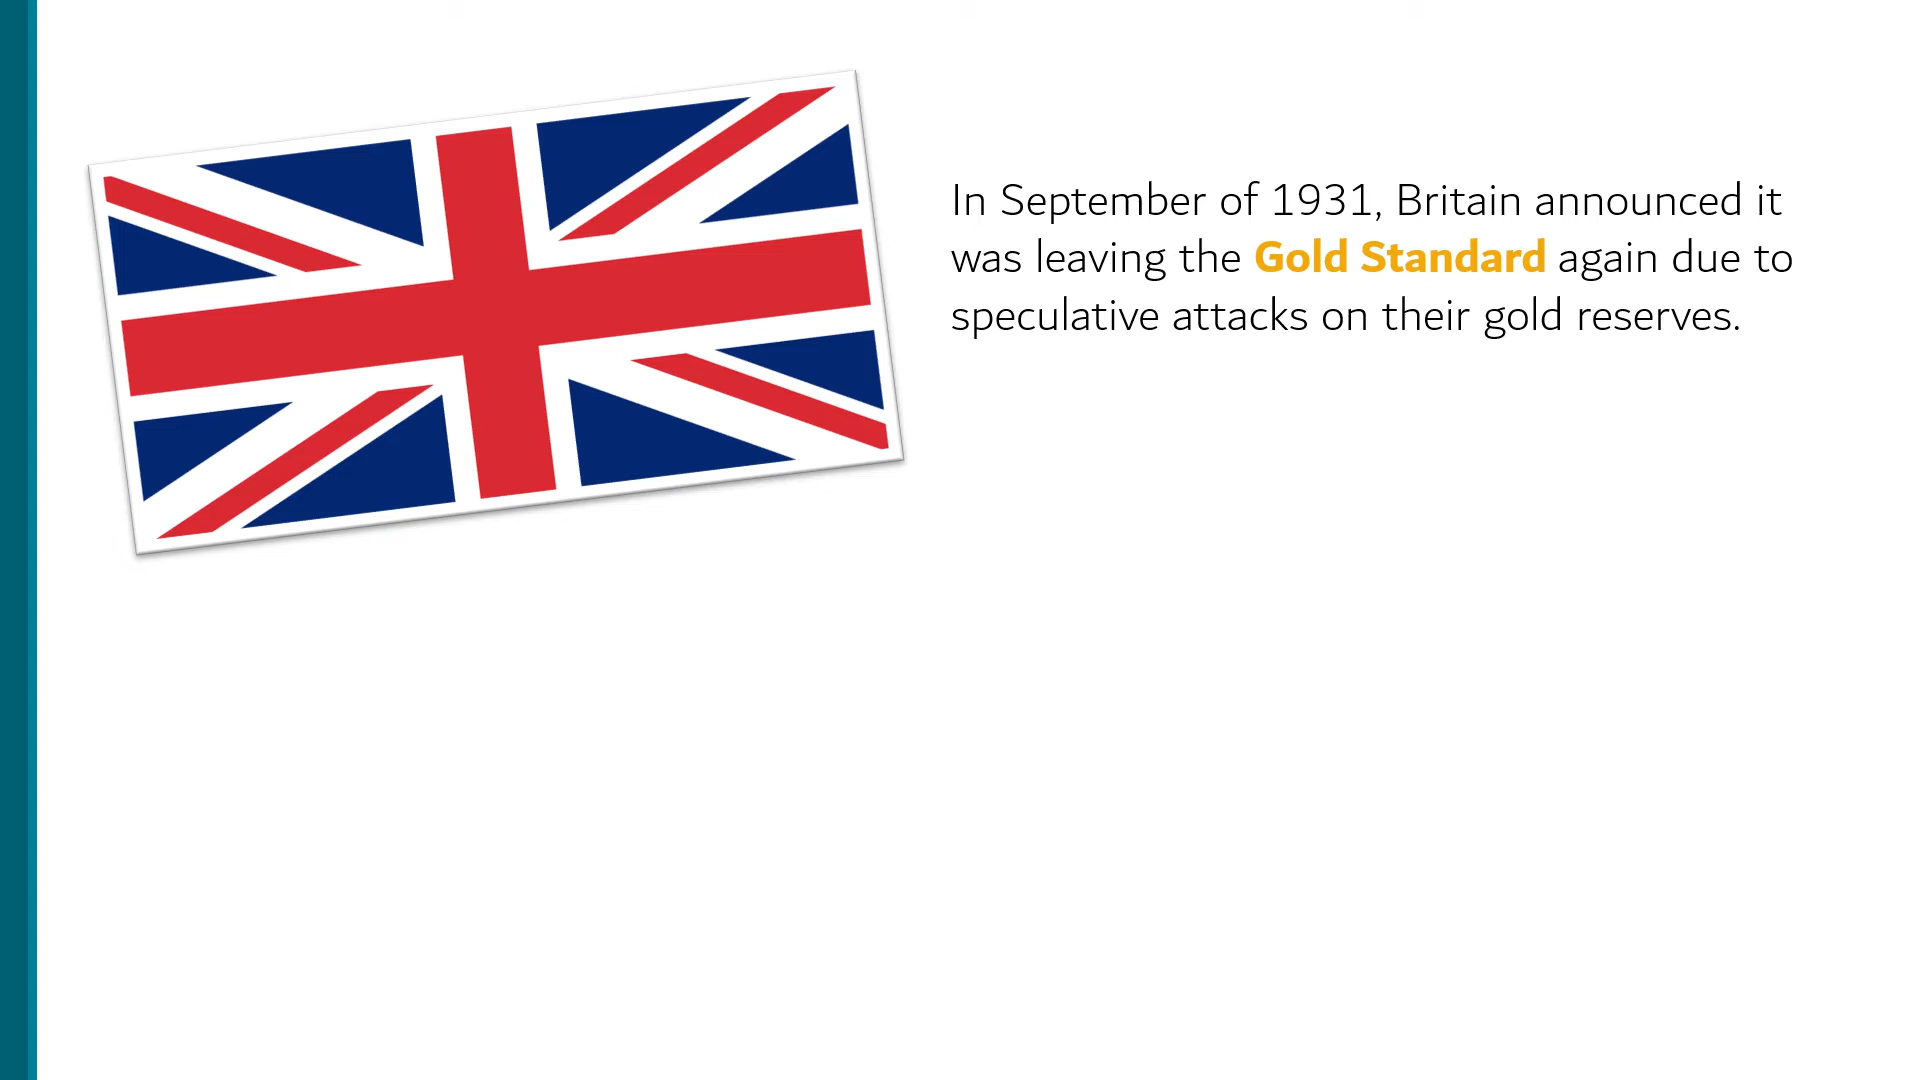 In September of 1931, Britain announced it
was leaving the Gold Standard again due to
speculative attacks on their gold reserves.